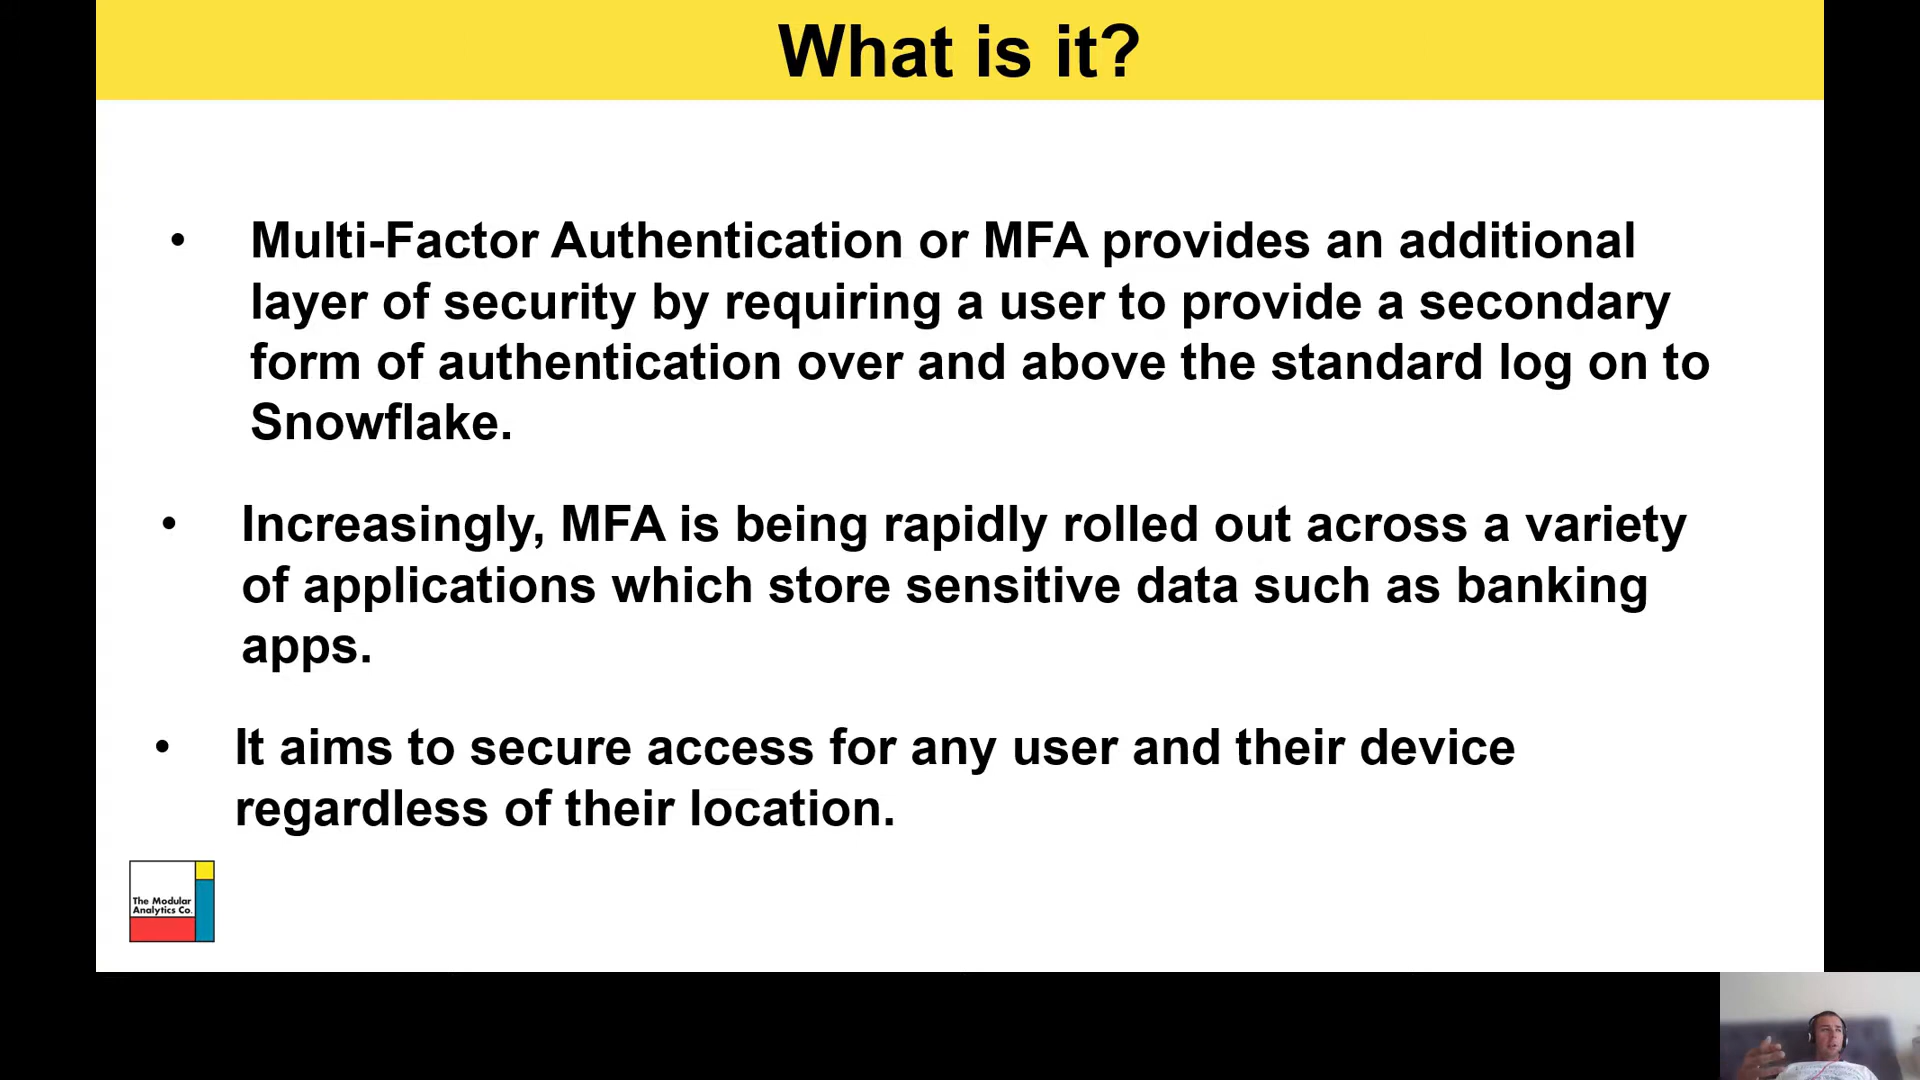 What is it?
• Multi-Factor Authentication or MFA provides an additional
layer of security by requiring a user to provide a secondary
form of authentication over and above the standard log on to
Snowflake.
• Increasingly, MFA is being rapidly rolled out across a variety
of applications which store sensitive data such as banking
apps.
• It aims to secure access for any user and their device
regardless of their location.
The Modular
Analytics Co.